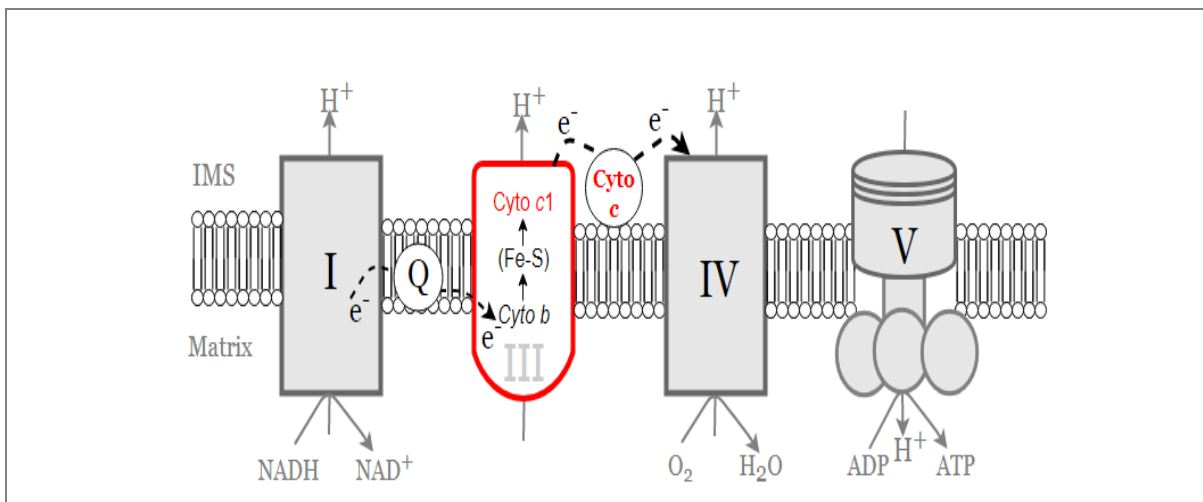 H⁺
H⁺
H⁺
e⁻
e⁻
IMS
Cyto c1
Cyto
c
(Fe-S)
I
Q
IV
V
e⁻
Cyto b
e⁻
Matrix
III
NADH
NAD⁺
O₂
H₂O
ADP
H⁺
ATP